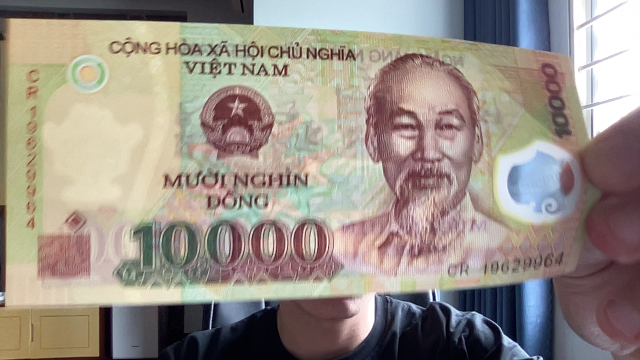 CỘNG HÒA XÃ HỘI CHỦ NGHĨA
VIỆT NAM
MƯỜI NGHÌN
ĐỒNG
10000
10000
CR 19629964
CR 19629964